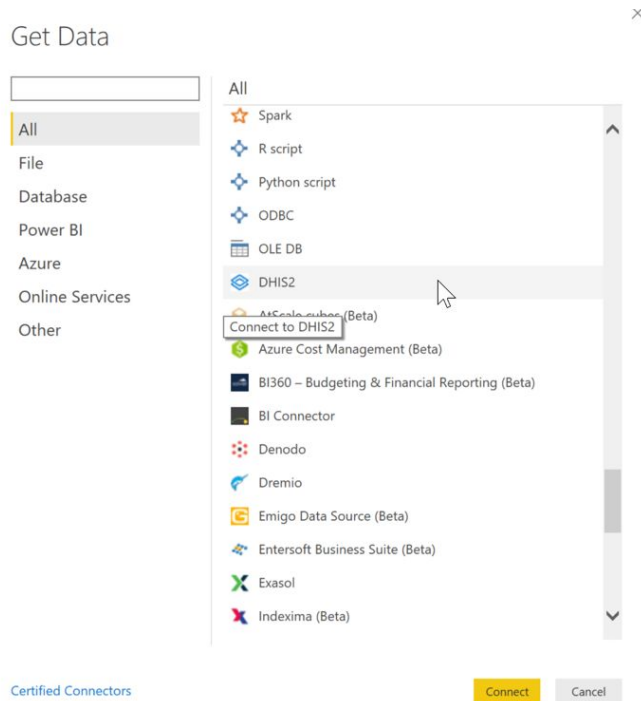 Get Data
All
File
Database
Power BI
Azure
Online Services
Other
All
Spark
R script
Python script
ODBC
OLE DB
DHIS2
AtScale cubes (Beta)
Connect to DHIS2
Azure Cost Management (Beta)
BI360 – Budgeting & Financial Reporting (Beta)
BI Connector
Denodo
Dremio
Emigo Data Source (Beta)
Entersoft Business Suite (Beta)
Exasol
Indexima (Beta)
Certified Connectors
Connect
Cancel